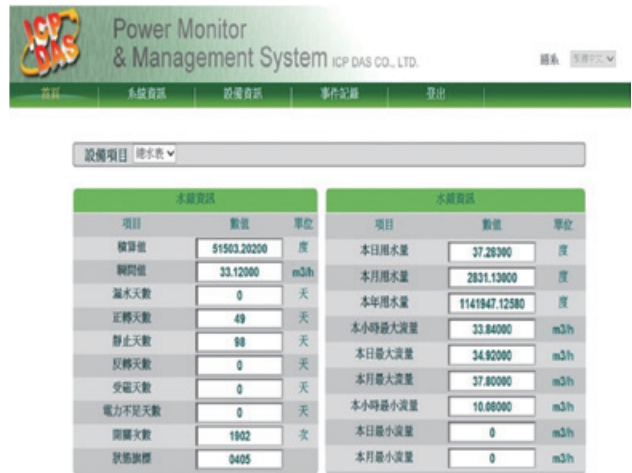 ICP DAS
Power Monitor
& Management System ICP DAS CO., LTD.
語系 繁體中文
首頁 系統資訊 設備資訊 事件記錄 登出
設備項目 總水表
水錶資訊
項目 數值 單位
積算值 51503.20200 度
瞬間值 33.12000 m3/h
漏水天數 0 天
正轉天數 49 天
靜止天數 98 天
反轉天數 0 天
受磁天數 0 天
電力不足天數 0 天
開關次數 1902 次
狀態旗標 0405
水錶資訊
項目 數值 單位
本日用水量 37.28300 度
本月用水量 2831.13000 度
本年用水量 1141947.12580 度
本小時最大流量 33.84000 m3/h
本日最大流量 34.92000 m3/h
本月最大流量 37.80000 m3/h
本小時最小流量 10.08000 m3/h
本日最小流量 0 m3/h
本月最小流量 0 m3/h